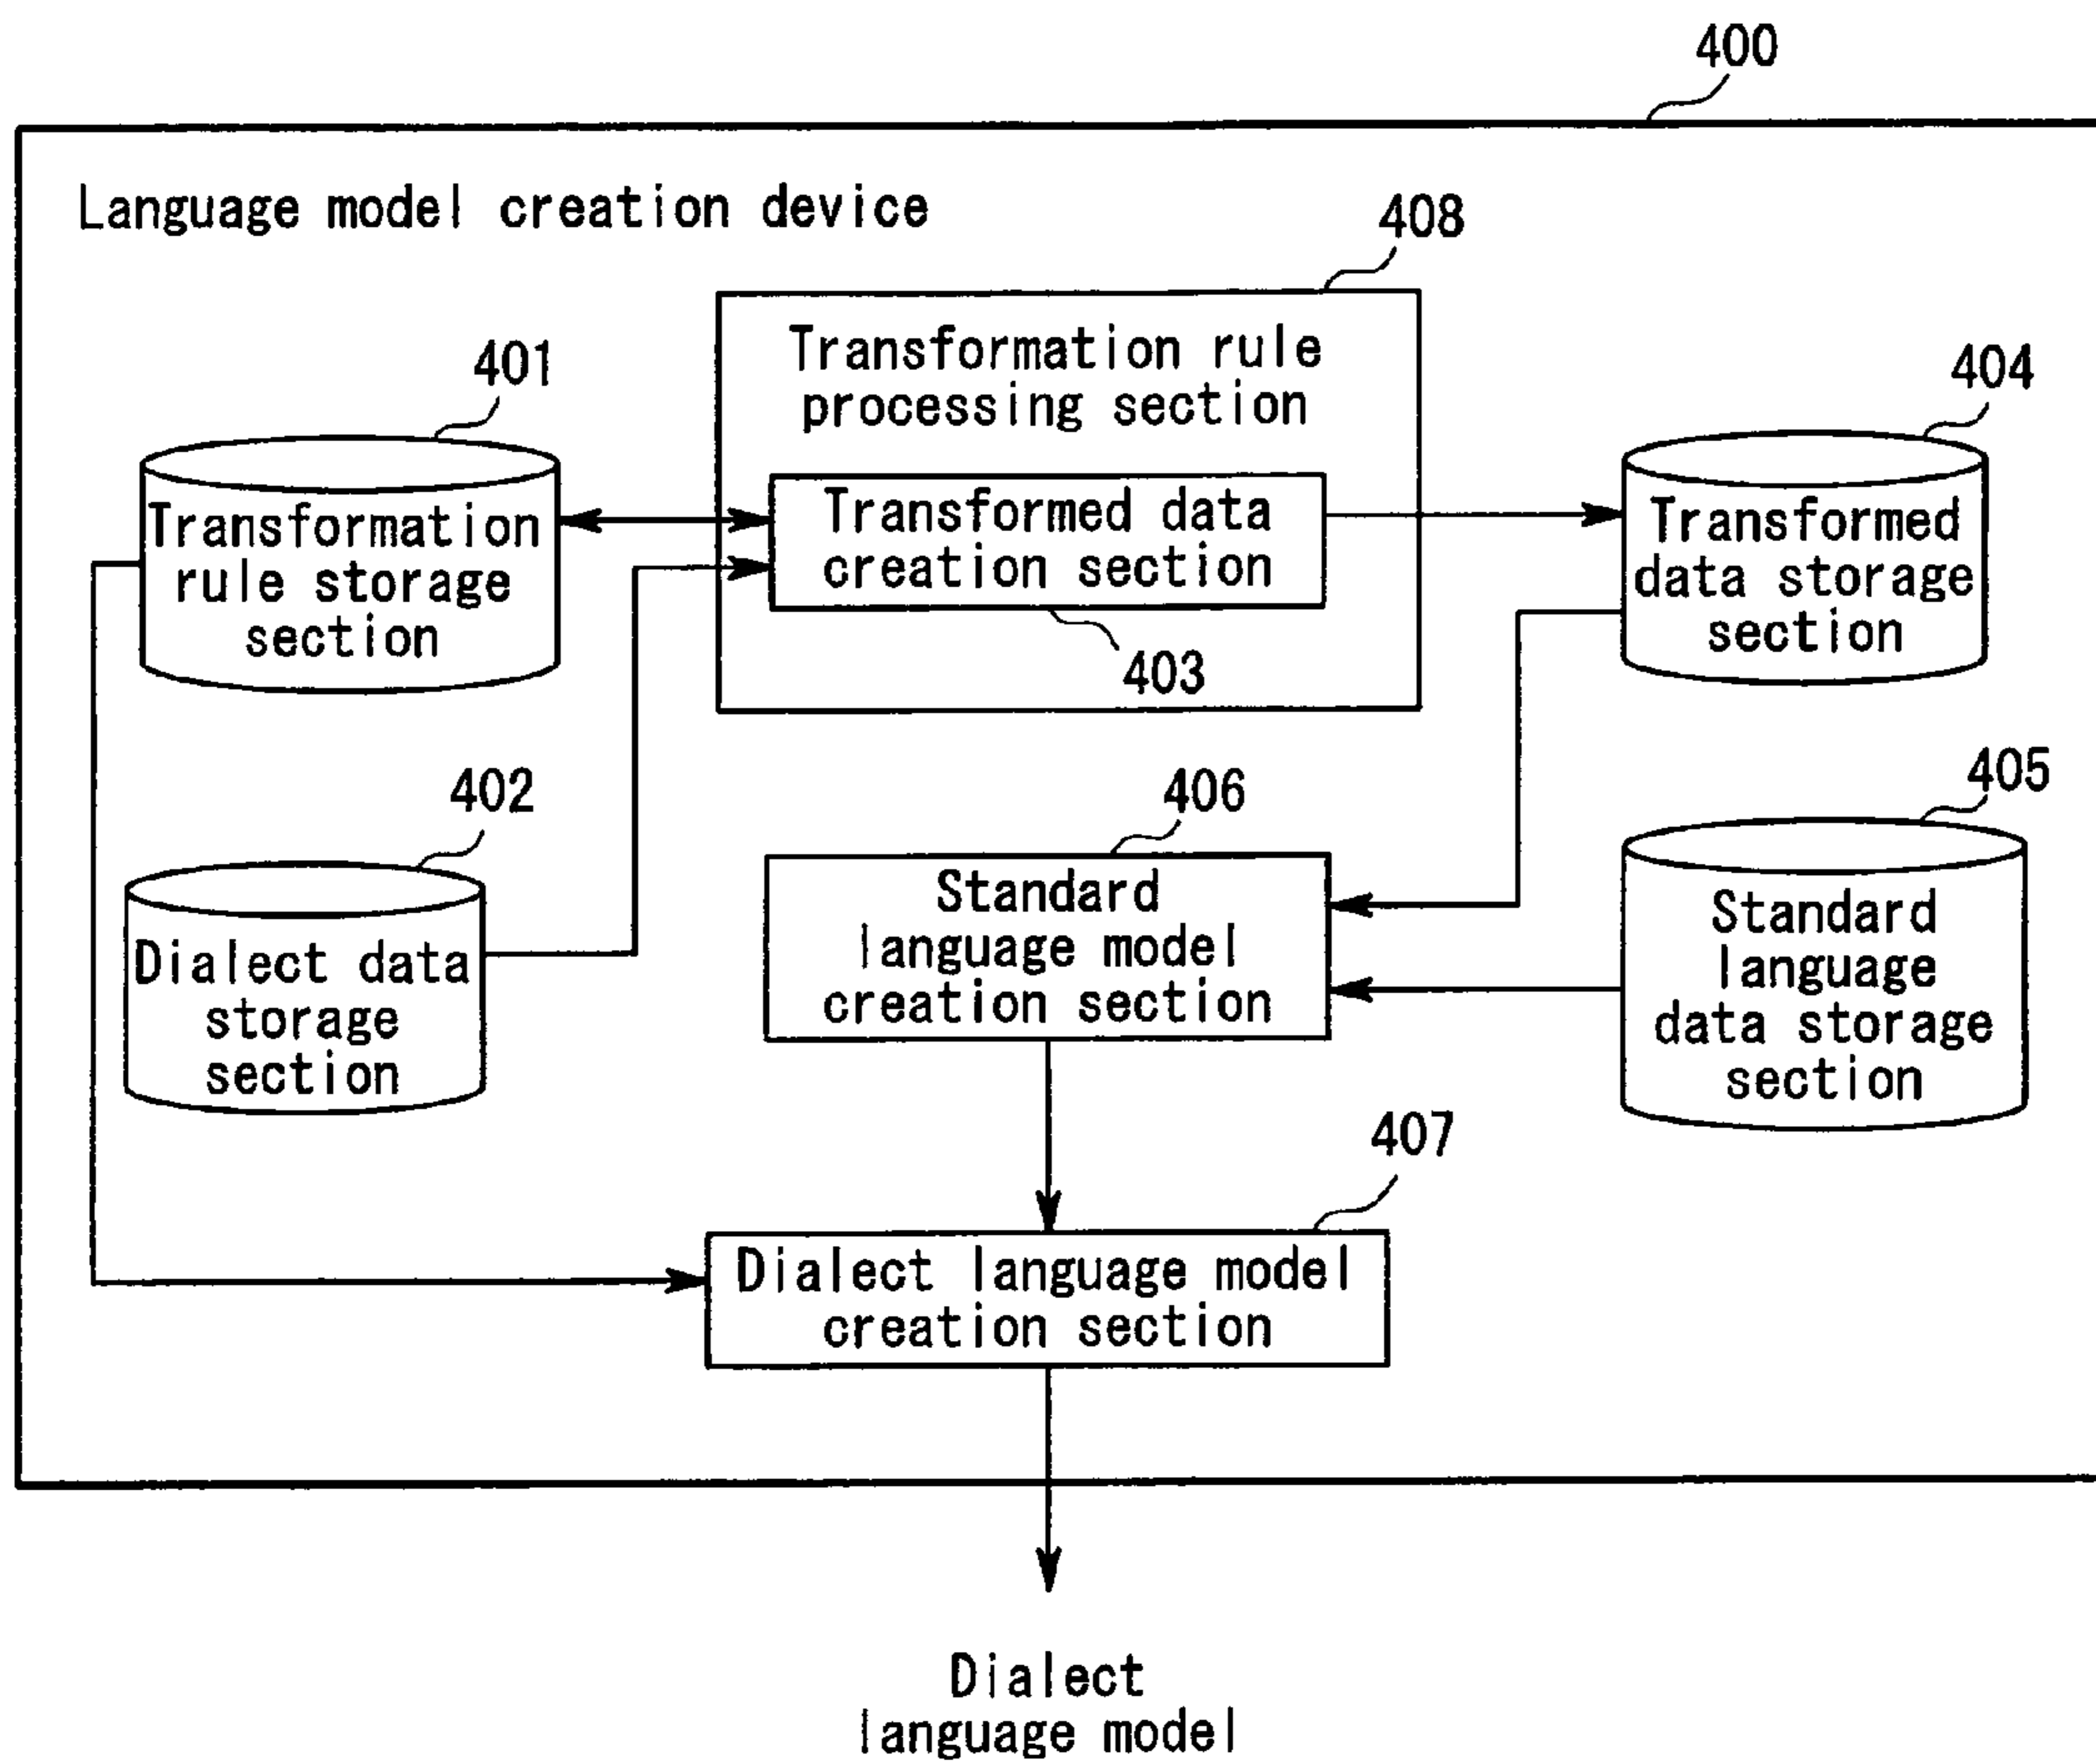 400
Language model creation device
408
Transformation rule
processing section
401
404
Transformation
rule storage
section
Transformed data
creation section
Transformed
data storage
section
403
402
406
405
Dialect data
storage
section
Standard
language model
creation section
Standard
language
data storage
section
407
Dialect language model
creation section
Dialect
language model